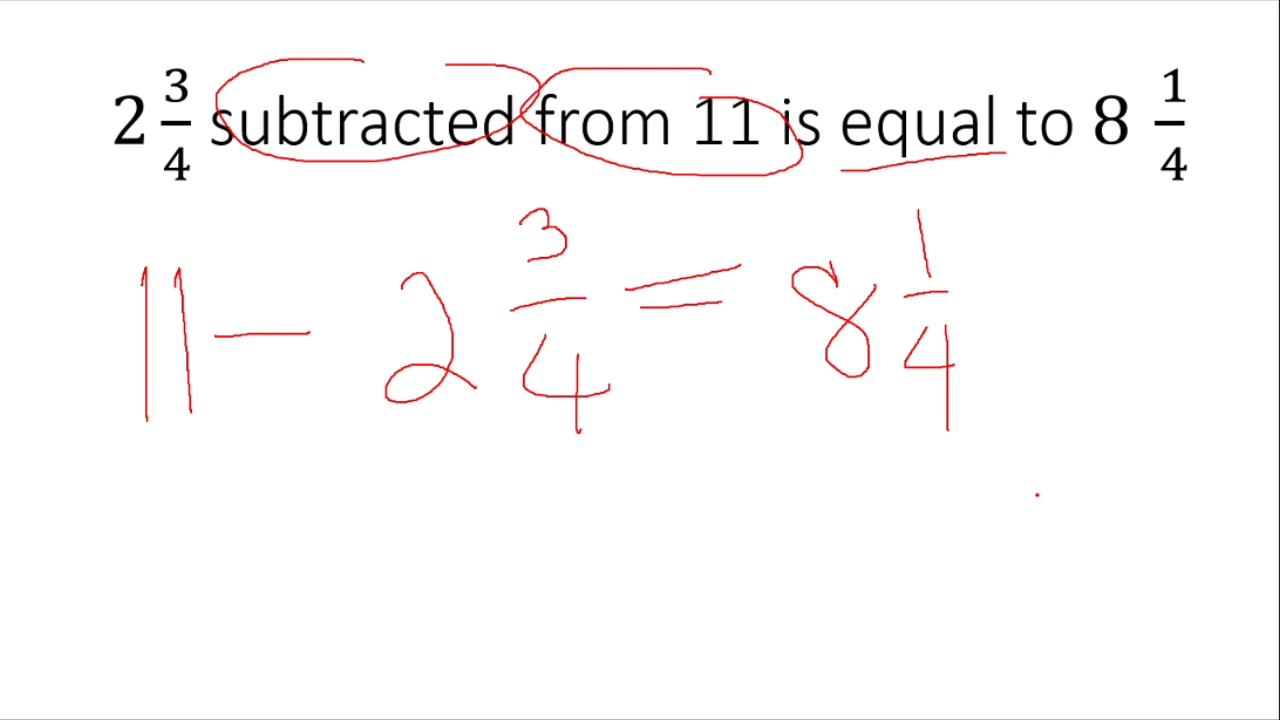 2 3/4 subtracted from 11 is equal to 8 1/4
11 - 2 3/4 = 8 1/4